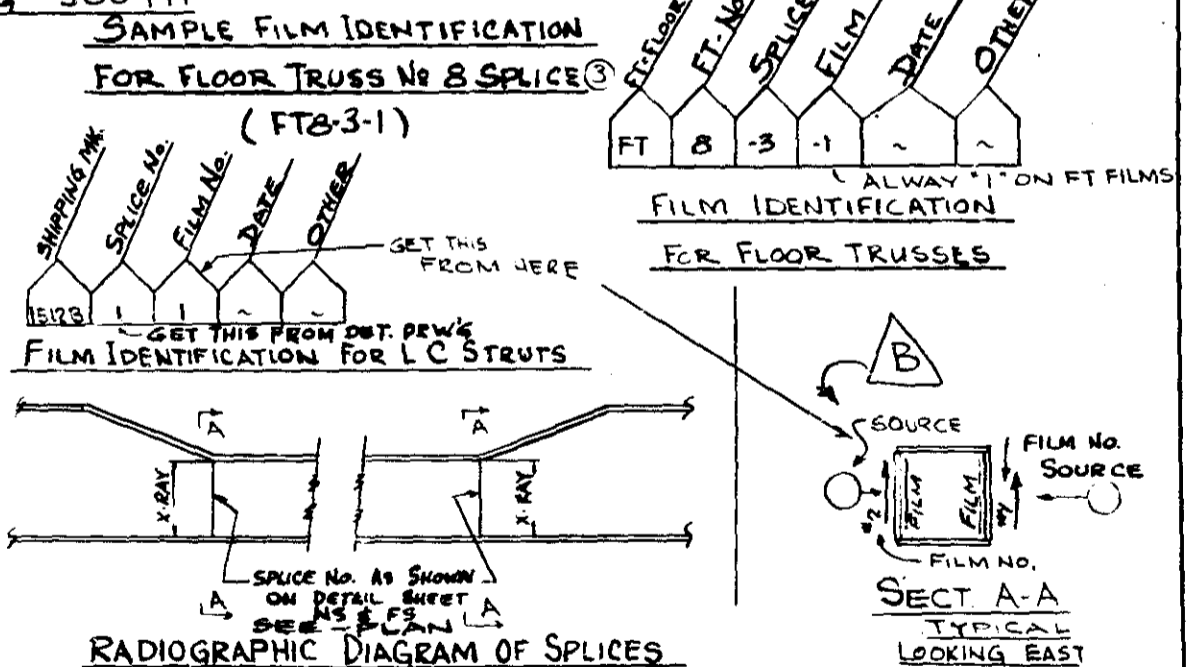 SOUTH
SAMPLE FILM IDENTIFICATION
FOR FLOOR TRUSS No 8 SPLICE ③
(FT8-3-1)
SHIPPING MK.
SPLICE No.
FILM No.
DATE
OTHER
15123 1 1 ~ ~
GET THIS
FROM HERE
GET THIS FROM DET. DRW'G
FILM IDENTIFICATION FOR L C STRUTS
FT-FLOOR
FT-No
SPLICE
FILM
DATE
OTHER
FT 8 -3 -1 ~ ~
ALWAY "1" ON FT FILMS
FILM IDENTIFICATION
FOR FLOOR TRUSSES
A A
X-RAY X-RAY
SPLICE No. AS SHOWN
ON DETAIL SHEET
NS & FS
SEE - PLAN
A A
RADIOGRAPHIC DIAGRAM OF SPLICES
B
SOURCE
FILM NO.
SOURCE
#2 FILM FILM #1
FILM NO.
SECT. A-A
TYPICAL
LOOKING EAST